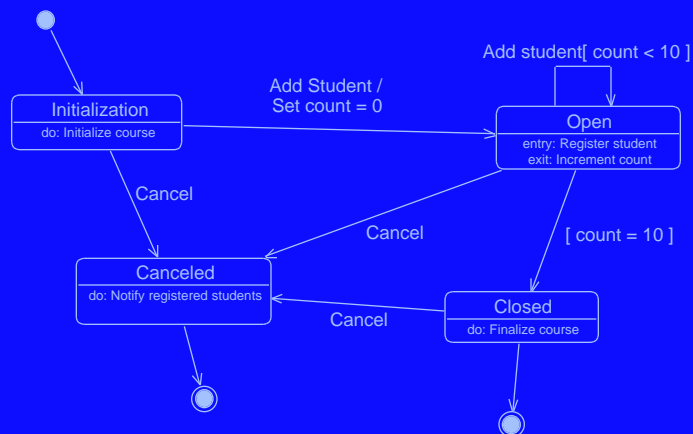 Add student[ count < 10 ]
Add Student /
Set count = 0
Initialization
do: Initialize course
Open
entry: Register student
exit: Increment count
Cancel
Cancel
[ count = 10 ]
Canceled
do: Notify registered students
Cancel
Closed
do: Finalize course